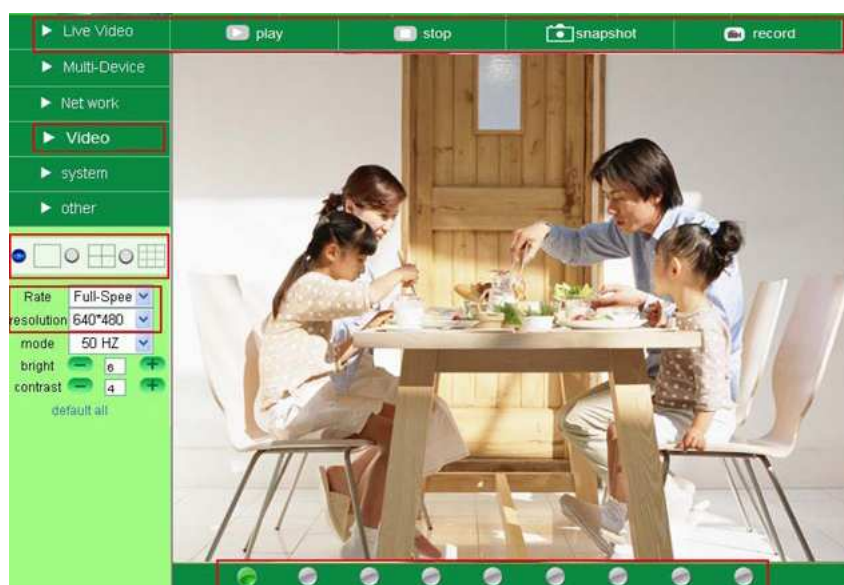 Live Video
play
stop
snapshot
record
Multi-Device
Net work
Video
system
other
Rate Full-Spee
resolution 640*480
mode 50 HZ
bright 6
contrast 4
default all